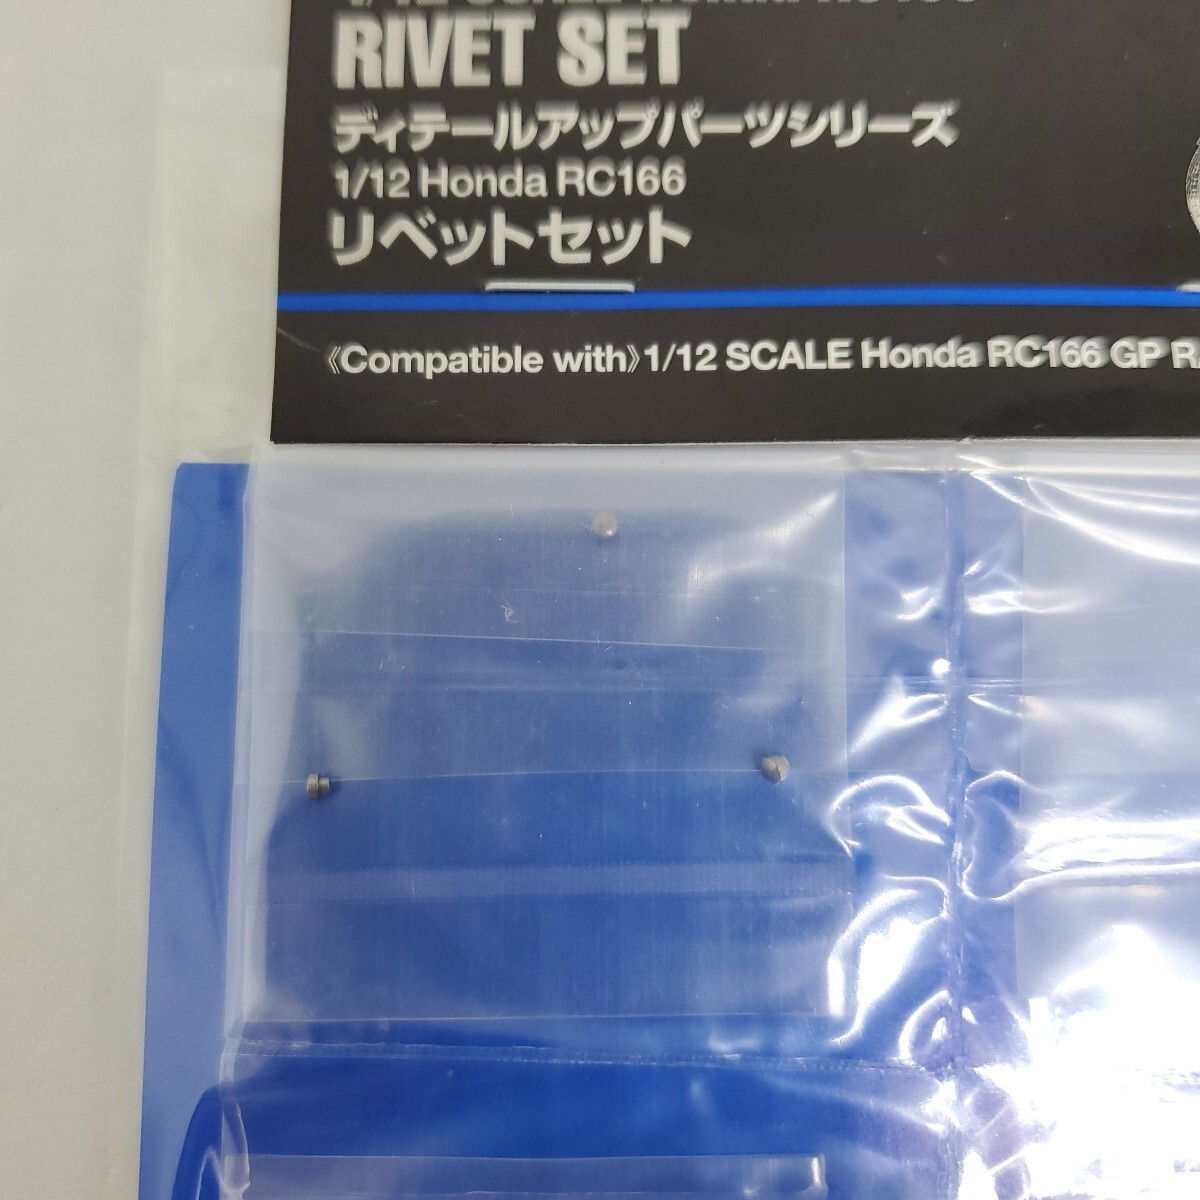 RIVET SET
ディテールアップパーツシリーズ
1/12 Honda RC166
リベットセット
《Compatible with》1/12 SCALE Honda RC166 GP